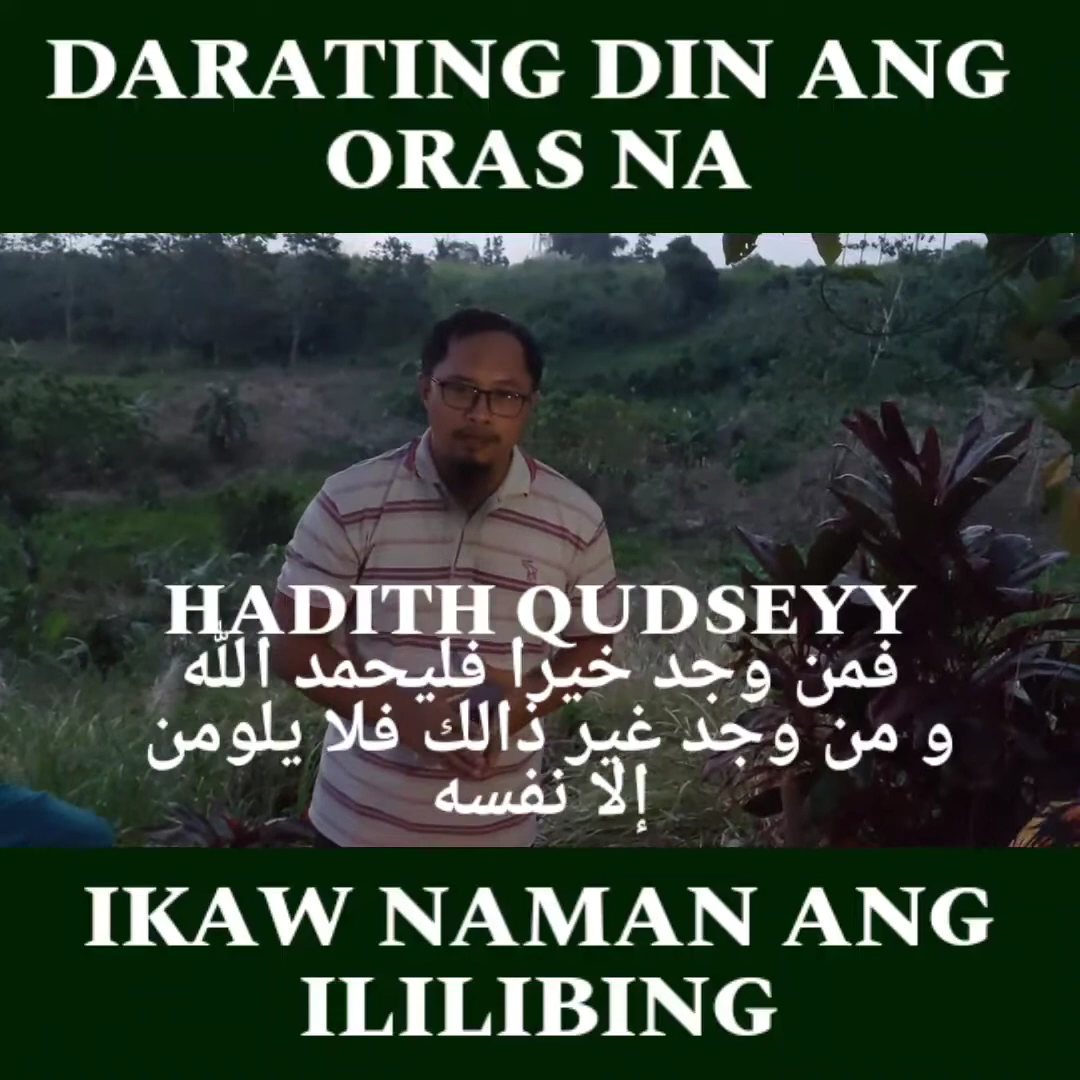 DARATING DIN ANG
ORAS NA
HADITH QUDSEYY
فمن وجد خيرا فليحمد الله
و من وجد غير ذالك فلا يلومن
إلا نفسه
IKAW NAMAN ANG
ILILIBING